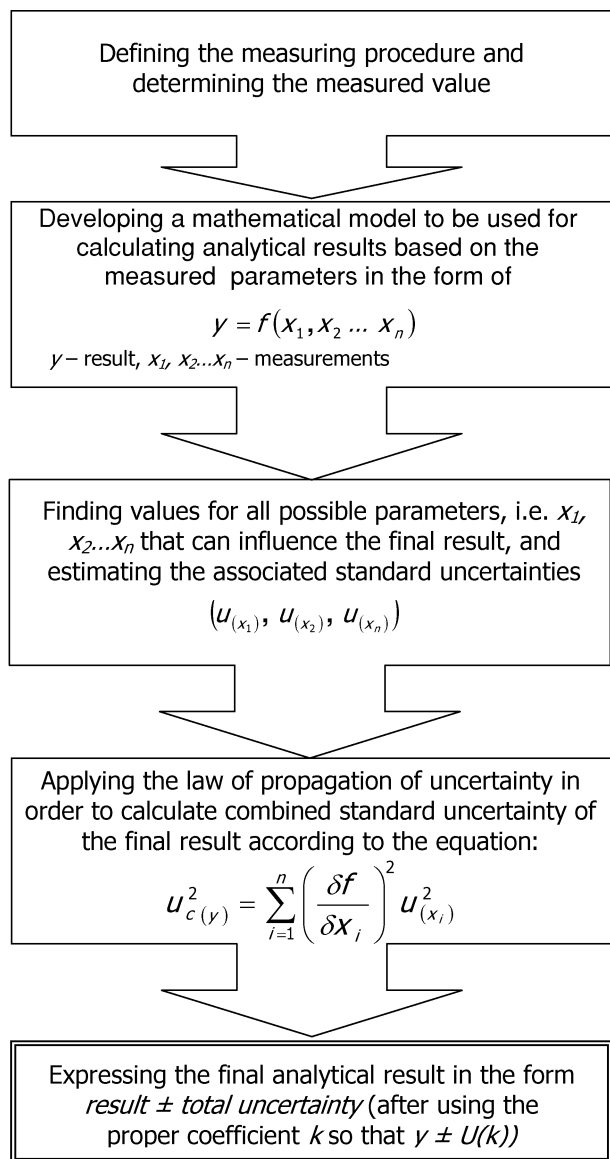 Defining the measuring procedure and
determining the measured value
Developing a mathematical model to be used for
calculating analytical results based on the
measured parameters in the form of
y = f(x₁, x₂ ... xₙ)
y – result, x₁, x₂...xₙ – measurements
Finding values for all possible parameters, i.e. x₁,
x₂...xₙ that can influence the final result, and
estimating the associated standard uncertainties
(u₍ₓ₁₎, u₍ₓ₂₎, u₍ₓₙ₎)
Applying the law of propagation of uncertainty in
order to calculate combined standard uncertainty of
the final result according to the equation:
u²c(y) = ∑ⁿᵢ₌₁ (δf/δxᵢ)² u²(xᵢ)
Expressing the final analytical result in the form
result ± total uncertainty (after using the
proper coefficient k so that y ± U(k))